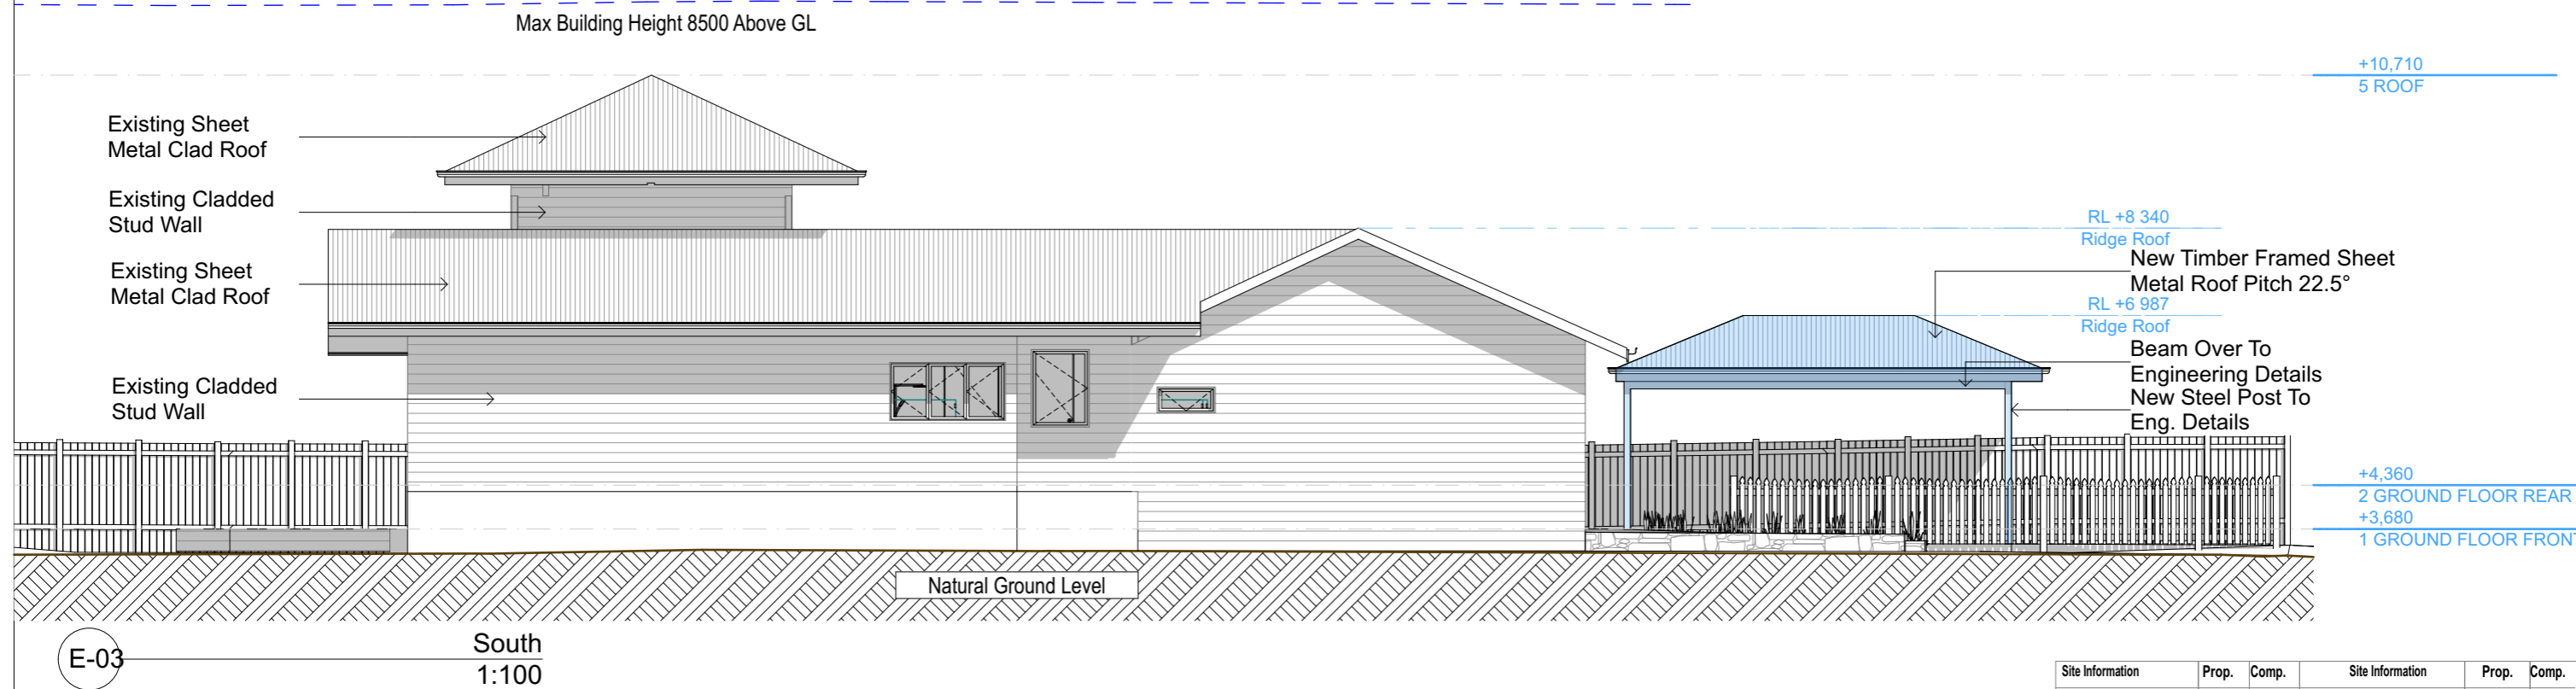 Max Building Height 8500 Above GL
+10,710
5 ROOF
Existing Sheet
Metal Clad Roof
Existing Cladded
Stud Wall
RL +8 340
Ridge Roof
New Timber Framed Sheet
Metal Roof Pitch 22.5°
Existing Sheet
Metal Clad Roof
RL +6 987
Ridge Roof
Beam Over To
Engineering Details
New Steel Post To
Eng. Details
Existing Cladded
Stud Wall
+4,360
2 GROUND FLOOR REAR
+3,680
1 GROUND FLOOR FRONT
Natural Ground Level
E-03
South
1:100
Site Information Prop. Comp. Site Information Prop. Comp.